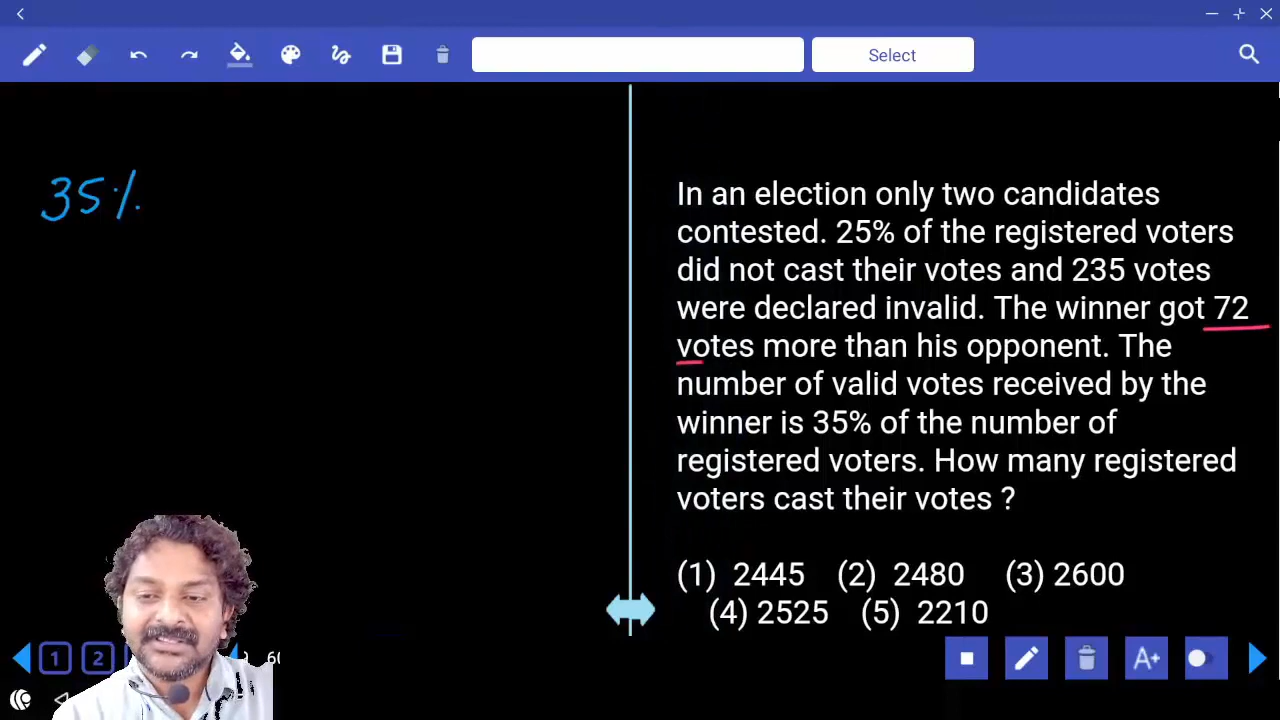 Select
35%
In an election only two candidates
contested. 25% of the registered voters
did not cast their votes and 235 votes
were declared invalid. The winner got 72
votes more than his opponent. The
number of valid votes received by the
winner is 35% of the number of
registered voters. How many registered
voters cast their votes ?
(1) 2445 (2) 2480 (3) 2600
(4) 2525 (5) 2210
1 2
A+